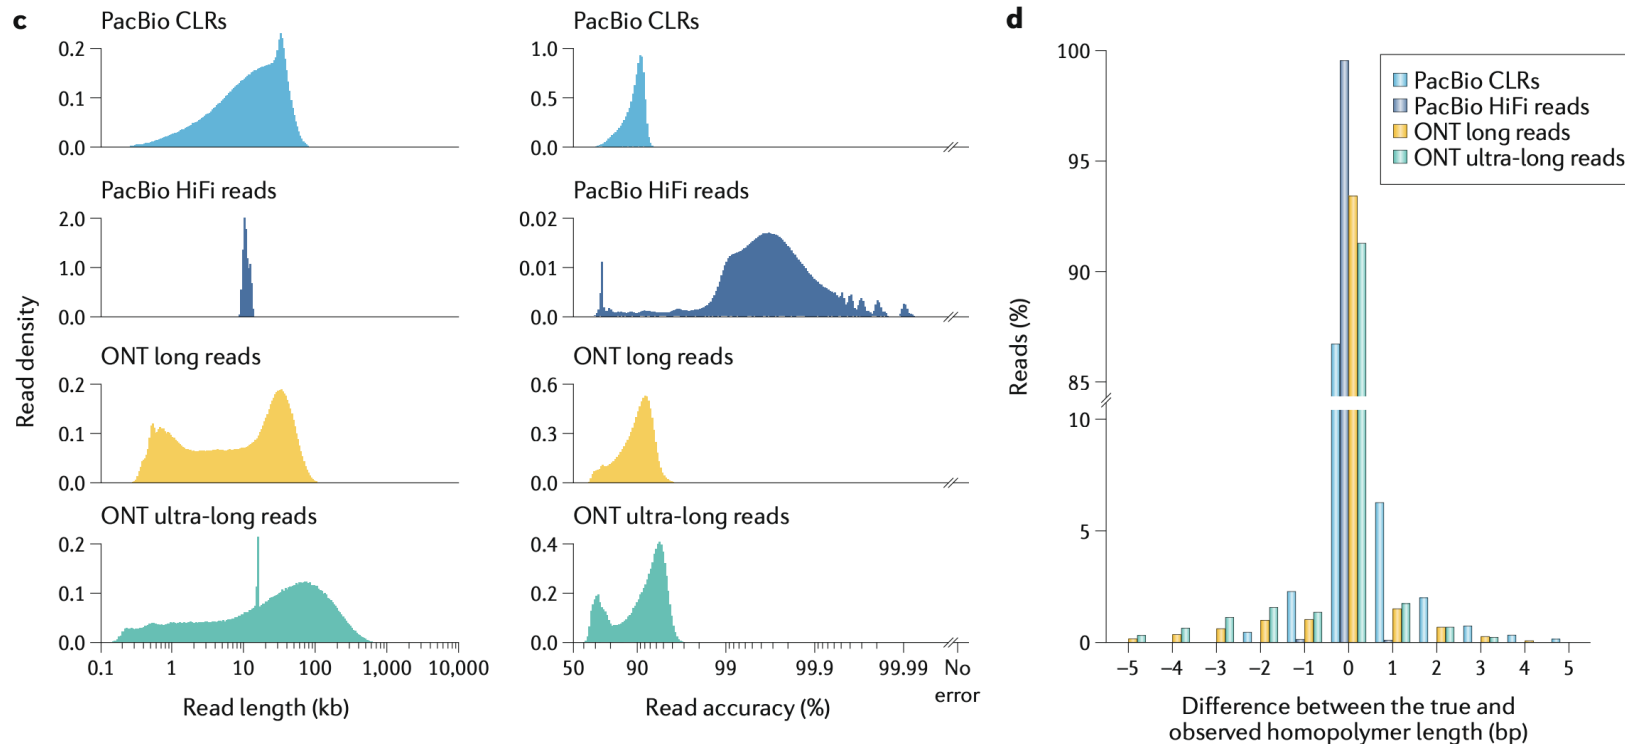 c
PacBio CLRs
0.2
0.1
0.0
PacBio HiFi reads
2.0
1.0
0.0
ONT long reads
0.2
0.1
0.0
ONT ultra-long reads
0.2
0.1
0.0
0.1 1 10 100 1,000 10,000
Read length (kb)
Read density
PacBio CLRs
1.0
0.5
0.0
PacBio HiFi reads
0.02
0.01
0.0
ONT long reads
0.6
0.3
0.0
ONT ultra-long reads
0.4
0.2
0.0
50 90 99 99.9 99.99 No
error
Read accuracy (%)
d
100
95
90
85
10
5
0
Reads (%)
PacBio CLRs
PacBio HiFi reads
ONT long reads
ONT ultra-long reads
−5 −4 −3 −2 −1 0 1 2 3 4 5
Difference between the true and
observed homopolymer length (bp)